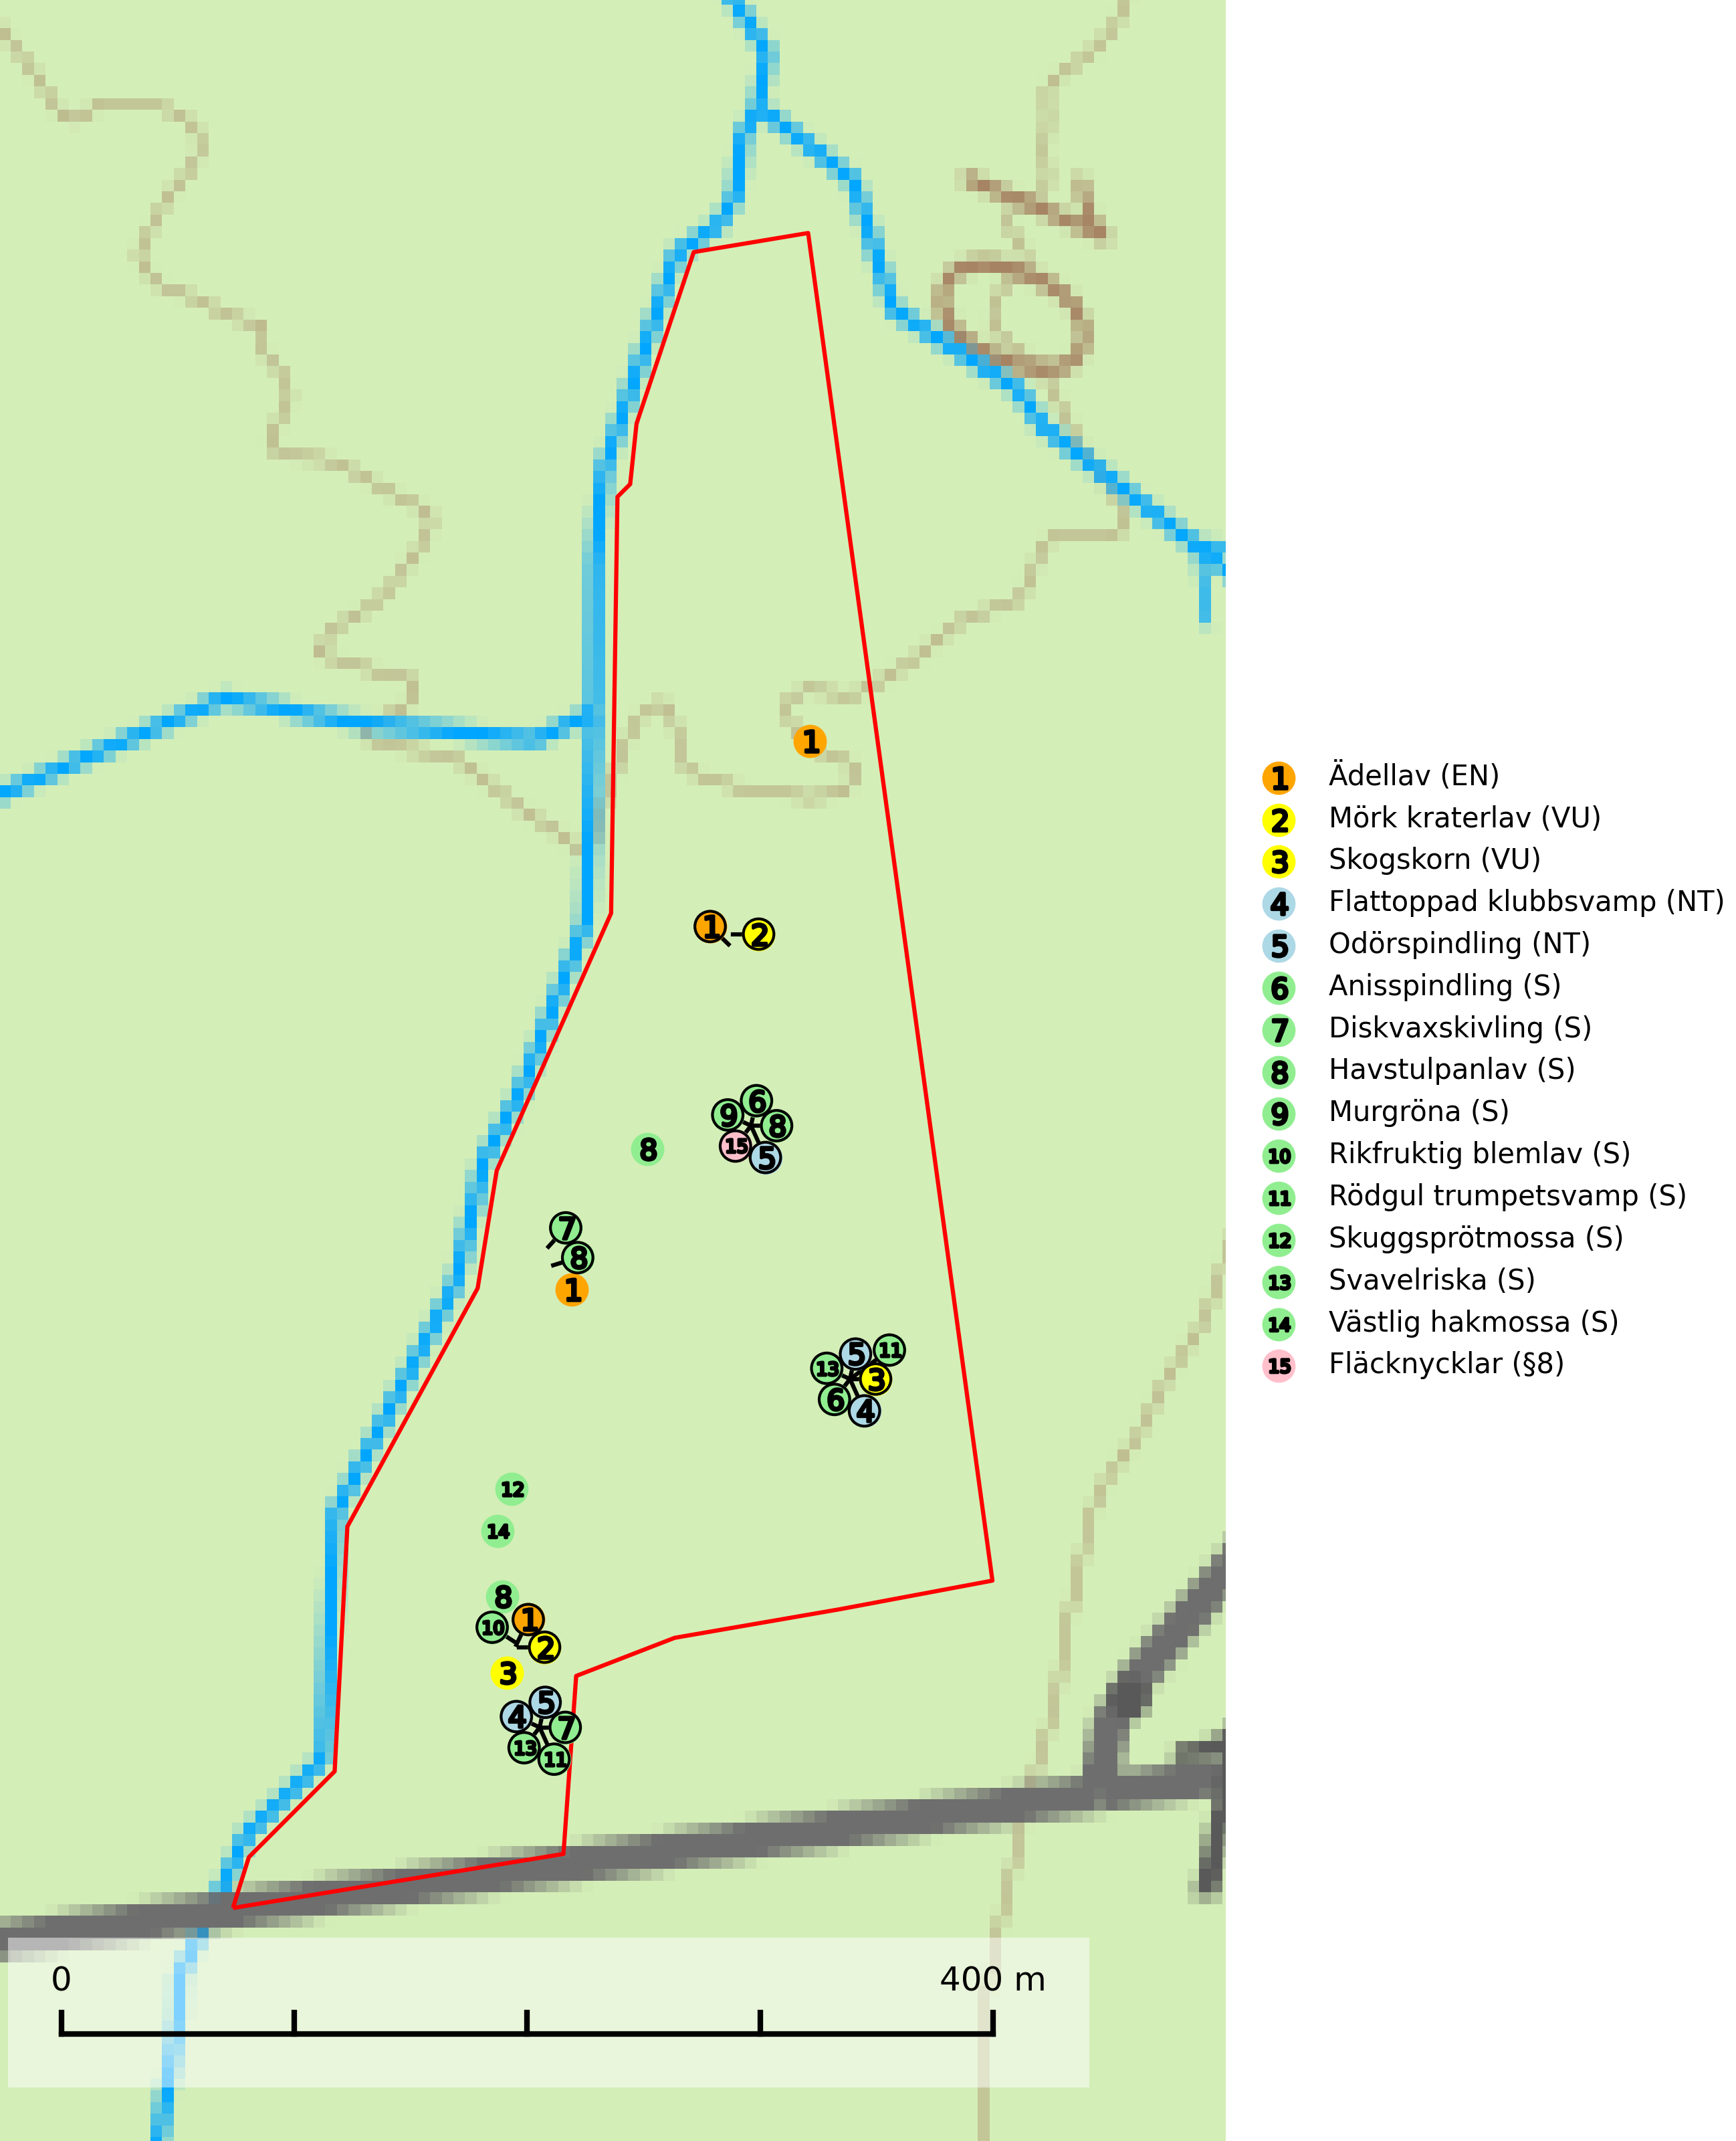 1
1 2
6
9 8
15 5
8
7
8
1
5 11
13 3
6 4
12
14
8
1
10 2
3
5
4 7
13 11
0 400 m
1 Ädellav (EN)
2 Mörk kraterlav (VU)
3 Skogskorn (VU)
4 Flattoppad klubbsvamp (NT)
5 Odörspindling (NT)
6 Anisspindling (S)
7 Diskvaxskivling (S)
8 Havstulpanlav (S)
9 Murgröna (S)
10 Rikfruktig blemlav (S)
11 Rödgul trumpetsvamp (S)
12 Skuggsprötmossa (S)
13 Svavelriska (S)
14 Västlig hakmossa (S)
15 Fläcknycklar (§8)